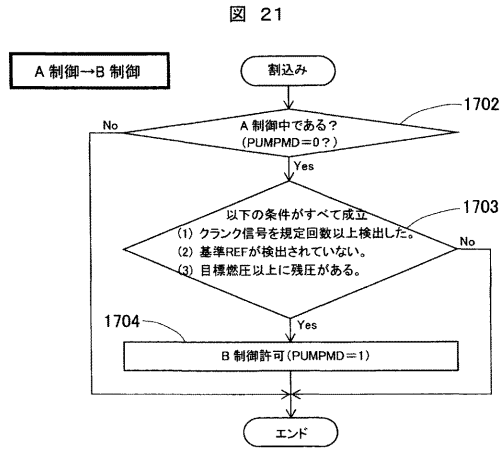 図 21
A 制御→B 制御
割込み
1702
A 制御中である？
(PUMPMD＝0？)
No
Yes
1703
以下の条件がすべて成立
(1) クランク信号を規定回数以上検出した。
(2) 基準REFが検出されていない。
(3) 目標燃圧以上に残圧がある。
No
Yes
1704
B 制御許可(PUMPMD＝1)
エンド